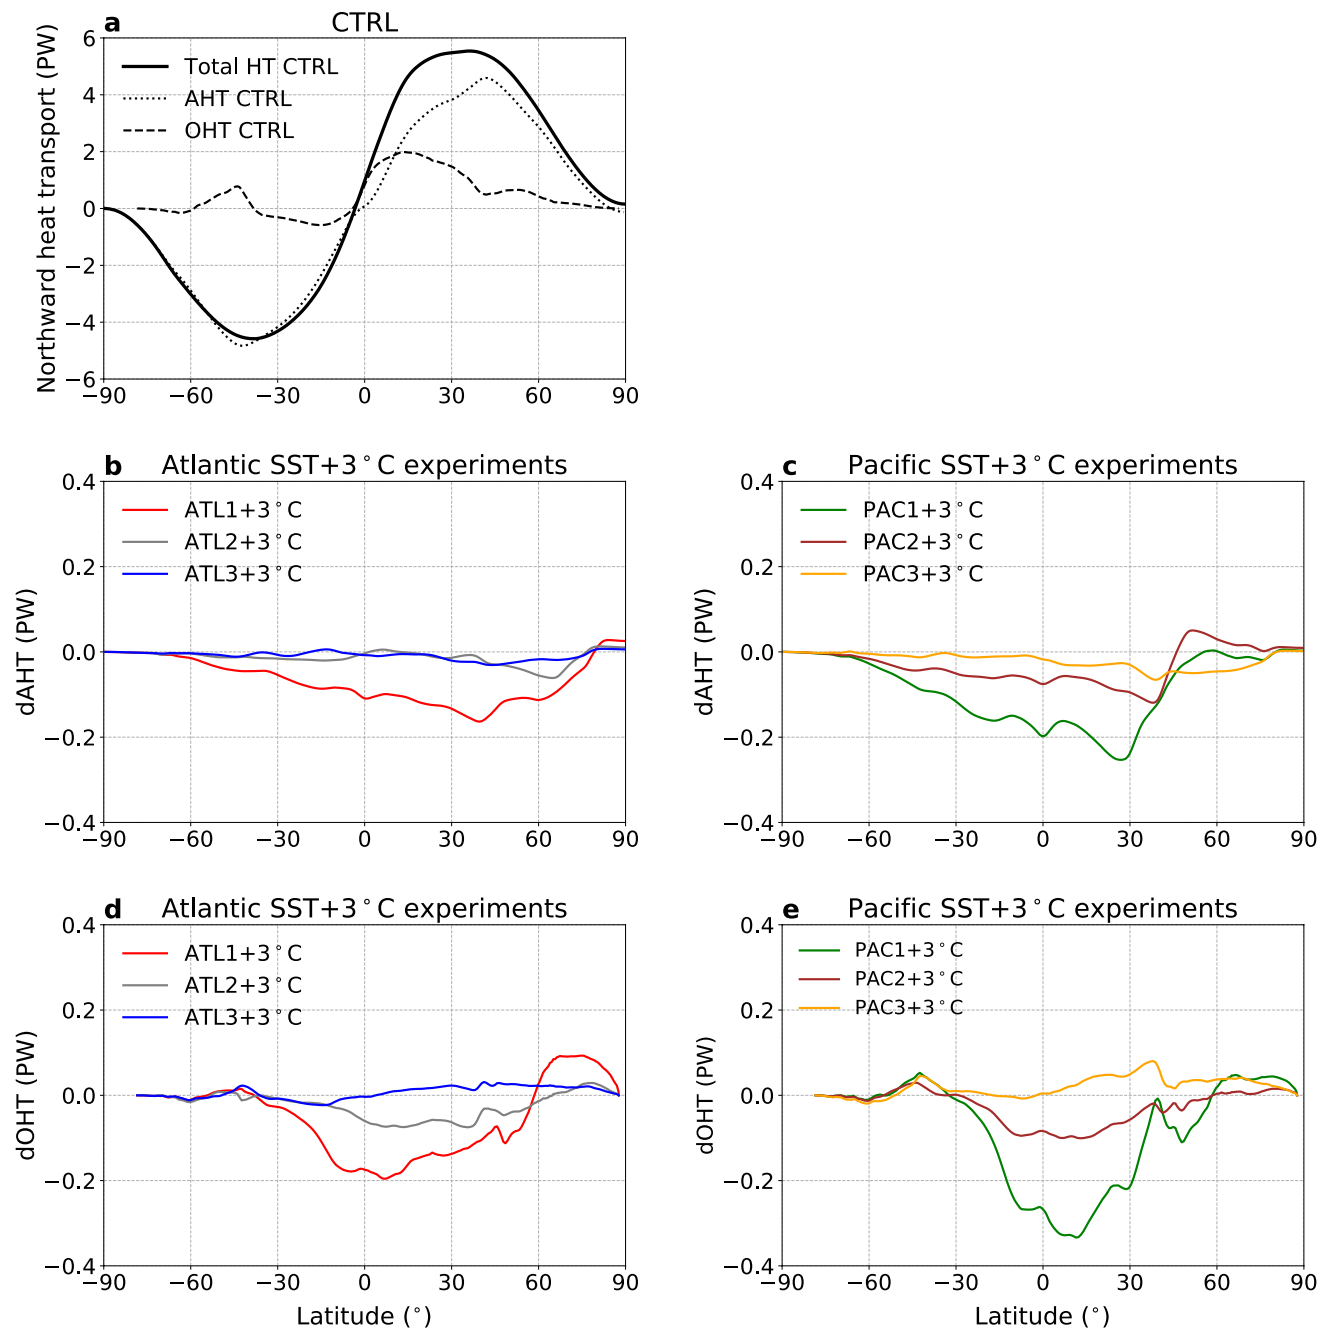 a CTRL
Northward heat transport (PW)
6
4
2
0
−2
−4
−6
Total HT CTRL
AHT CTRL
OHT CTRL
−90 −60 −30 0 30 60 90
b Atlantic SST+3°C experiments
dAHT (PW)
0.4
0.2
0.0
−0.2
−0.4
ATL1+3°C
ATL2+3°C
ATL3+3°C
−90 −60 −30 0 30 60 90
c Pacific SST+3°C experiments
dAHT (PW)
0.4
0.2
0.0
−0.2
−0.4
PAC1+3°C
PAC2+3°C
PAC3+3°C
−90 −60 −30 0 30 60 90
d Atlantic SST+3°C experiments
dOHT (PW)
0.4
0.2
0.0
−0.2
−0.4
ATL1+3°C
ATL2+3°C
ATL3+3°C
−90 −60 −30 0 30 60 90
Latitude (°)
e Pacific SST+3°C experiments
dOHT (PW)
0.4
0.2
0.0
−0.2
−0.4
PAC1+3°C
PAC2+3°C
PAC3+3°C
−90 −60 −30 0 30 60 90
Latitude (°)